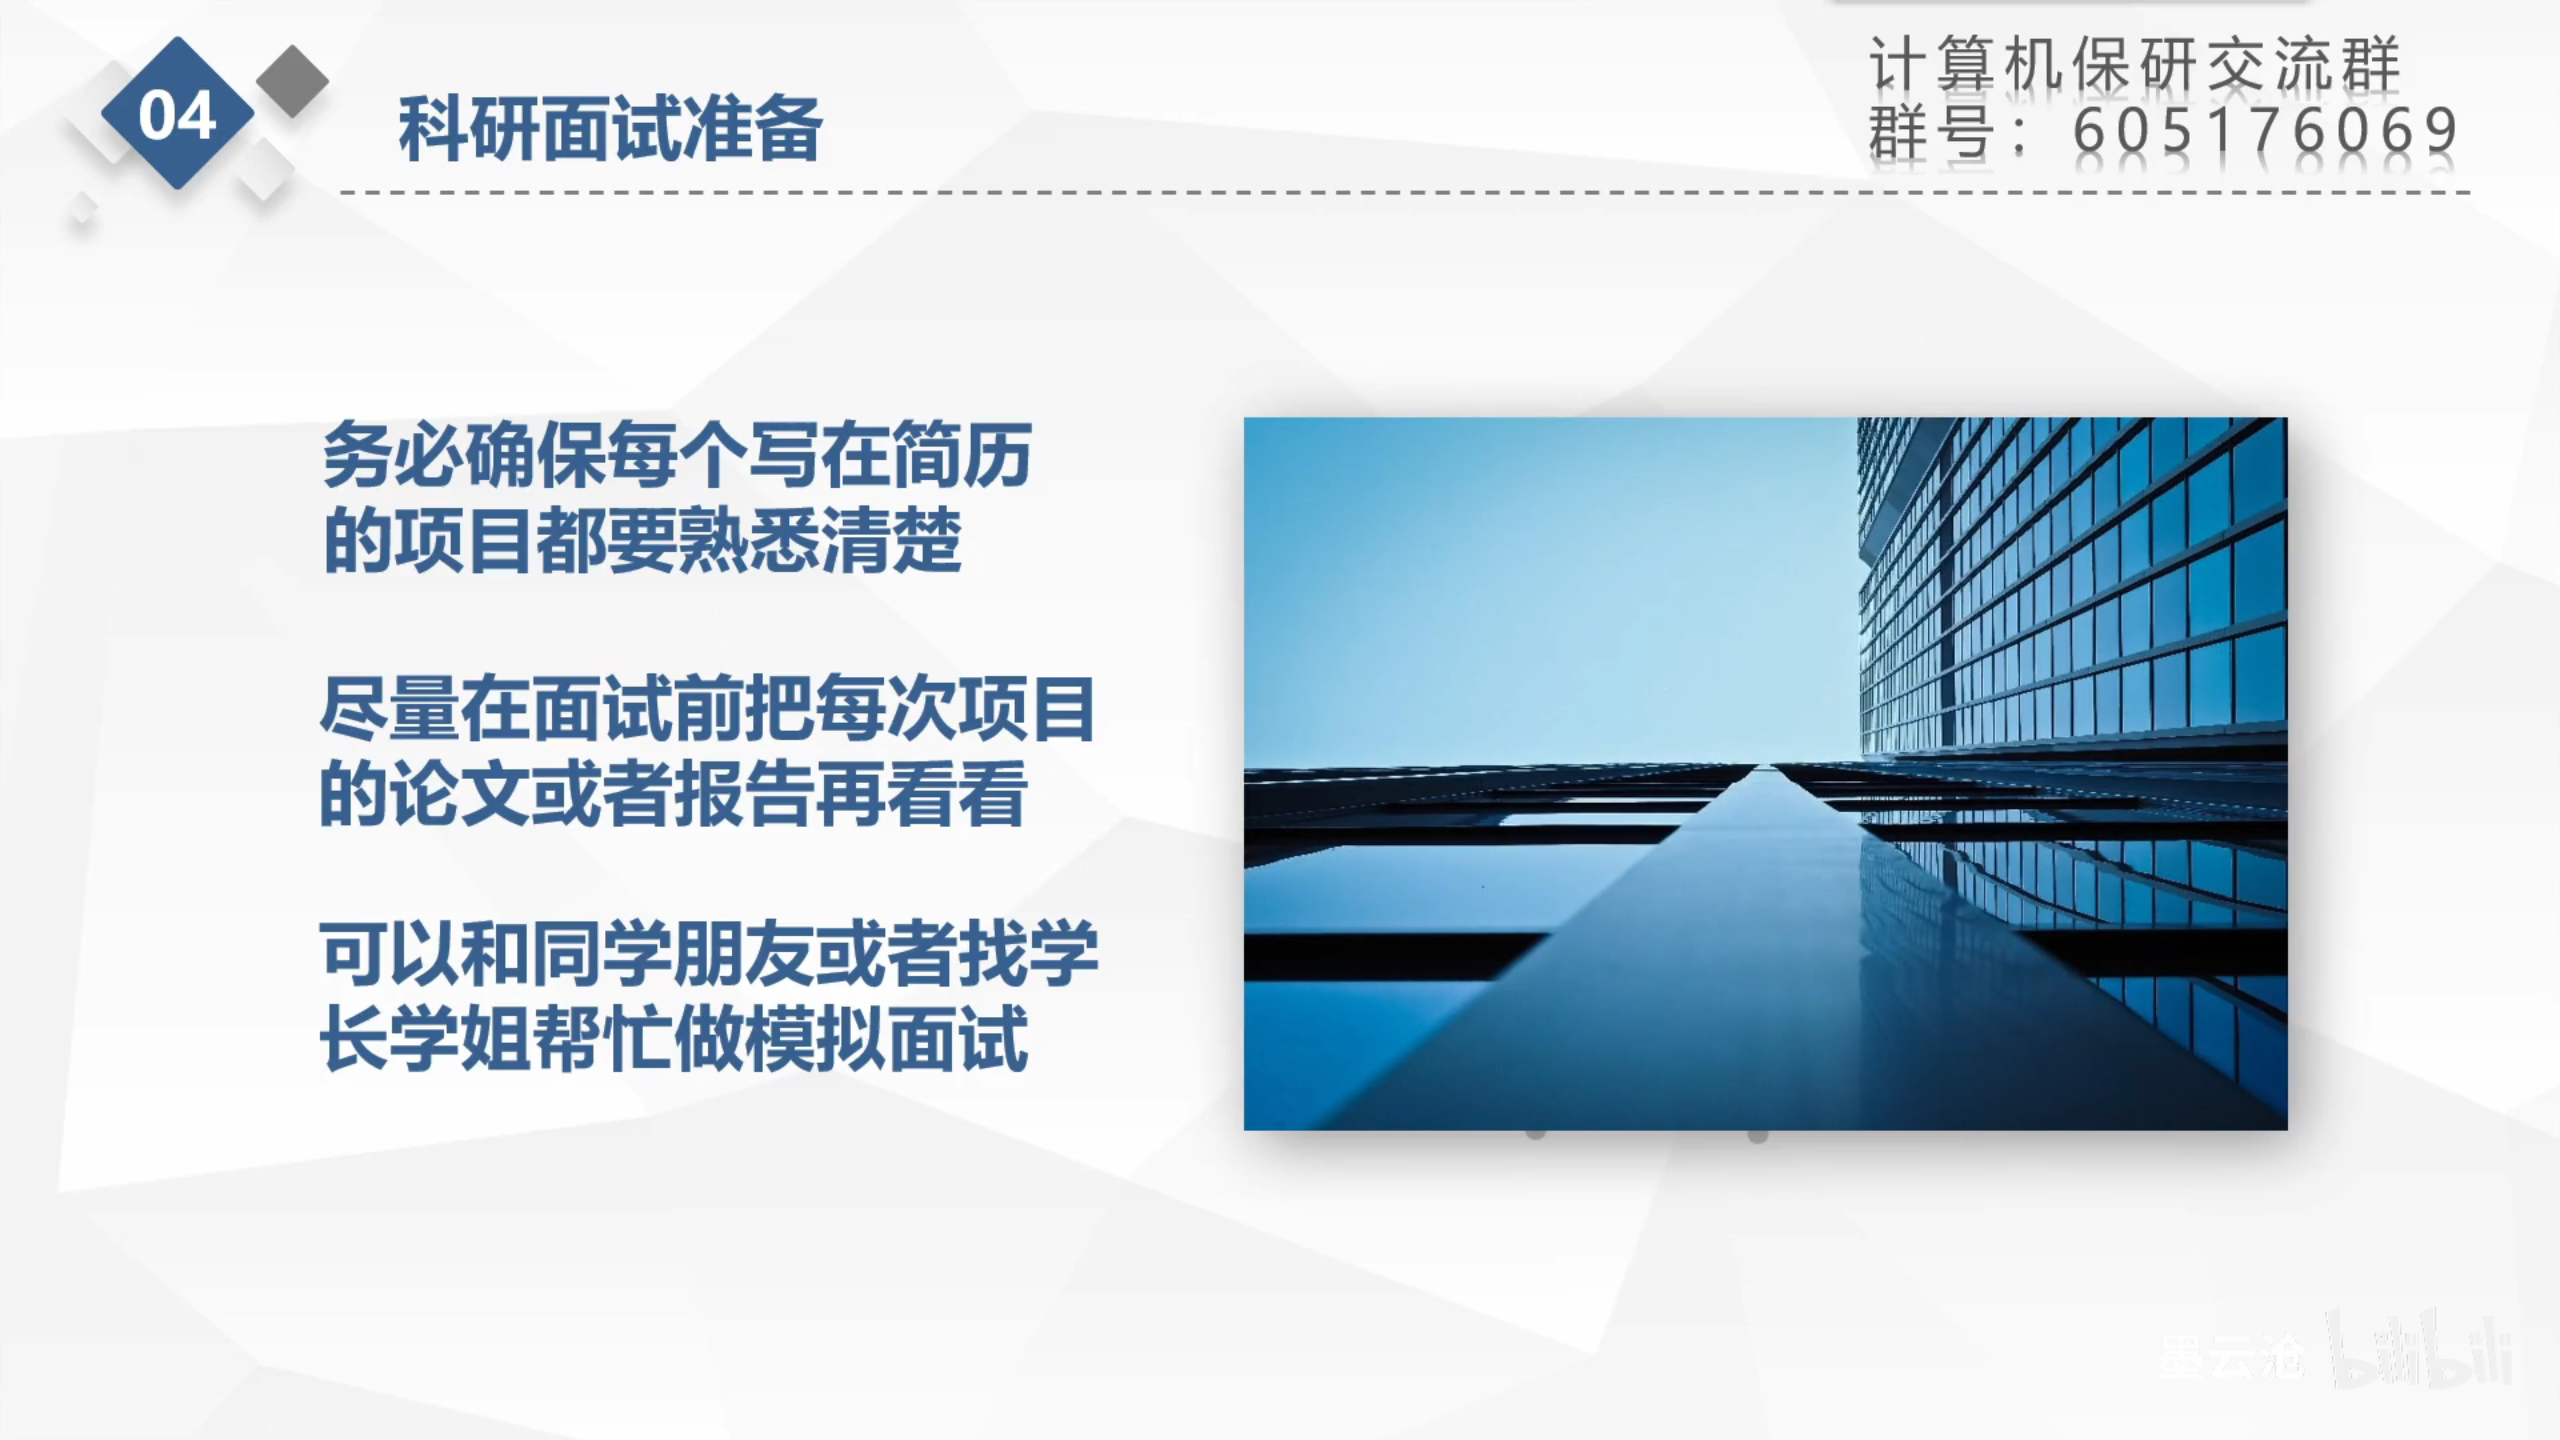 04
科研面试准备
计算机保研交流群
群号：605176069
务必确保每个写在简历
的项目都要熟悉清楚
尽量在面试前把每次项目
的论文或者报告再看看
可以和同学朋友或者找学
长学姐帮忙做模拟面试
墨云沧 bilibili